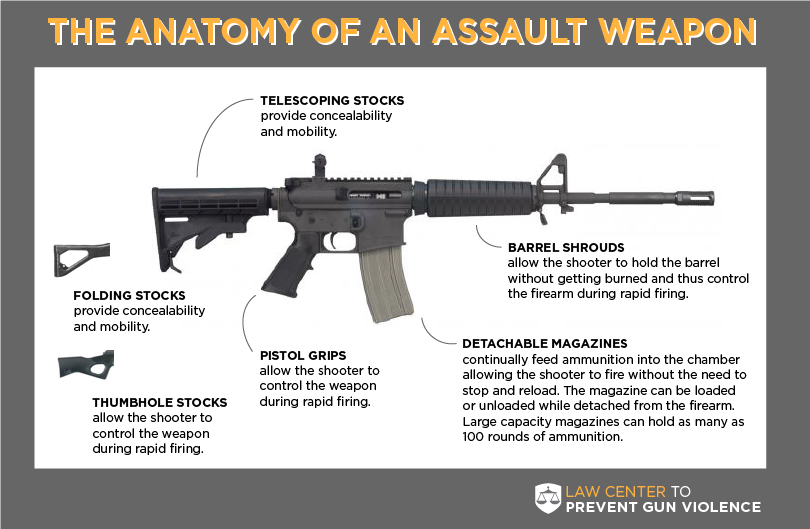 THE ANATOMY OF AN ASSAULT WEAPON
TELESCOPING STOCKS
provide concealability
and mobility.
BARREL SHROUDS
allow the shooter to hold the barrel
without getting burned and thus control
the firearm during rapid firing.
FOLDING STOCKS
provide concealability
and mobility.
PISTOL GRIPS
allow the shooter to
control the weapon
during rapid firing.
DETACHABLE MAGAZINES
continually feed ammunition into the chamber
allowing the shooter to fire without the need to
stop and reload. The magazine can be loaded
or unloaded while detached from the firearm.
Large capacity magazines can hold as many as
100 rounds of ammunition.
THUMBHOLE STOCKS
allow the shooter to
control the weapon
during rapid firing.
LAW CENTER TO
PREVENT GUN VIOLENCE